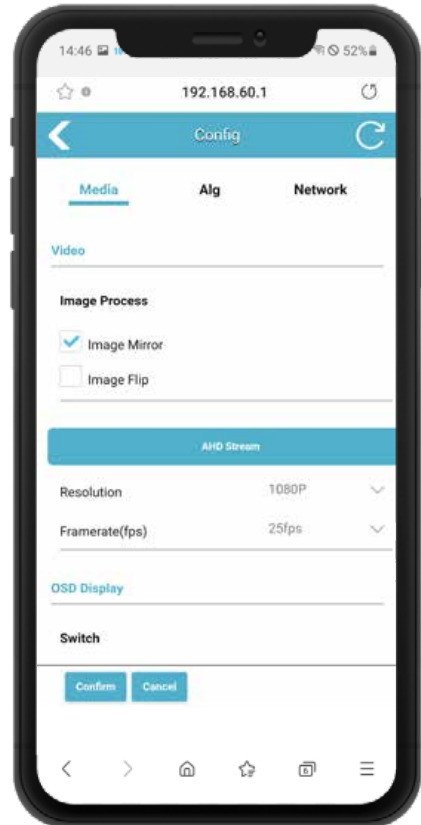 14:46
52%
192.168.60.1
Config
Media Alg Network
Video
Image Process
Image Mirror
Image Flip
AHD Stream
Resolution 1080P
Framerate(fps) 25fps
OSD Display
Switch
Confirm Cancel
6